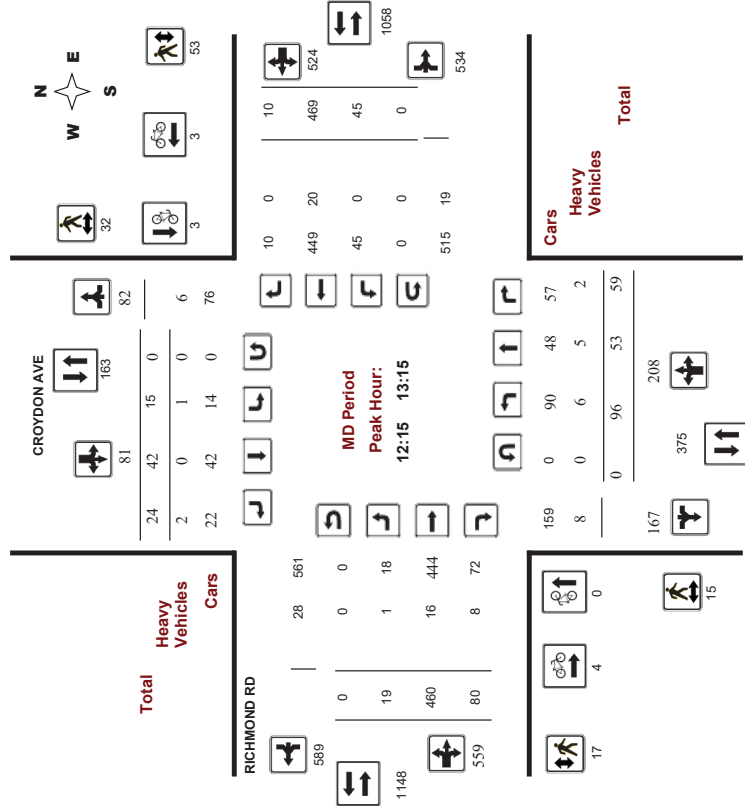 N
W E
S
CROYDON AVE
53
32
3
3
1058
524
534
81
163
82
24 42 15 0
2 0 1 0 6
22 42 14 0 76
10 0 10
449 20 469
45 0 45
0 0 0
515 19
Total
Heavy
Vehicles
Cars
MD Period
Peak Hour:
12:15 13:15
RICHMOND RD
589
28 561
0 0 0
19 1 18
460 16 444
80 8 72
1148
559
Cars
Heavy
Vehicles
Total
159 0 90 48 57
8 0 6 5 2
0 96 53 59
167
208
375
0
4
15
17